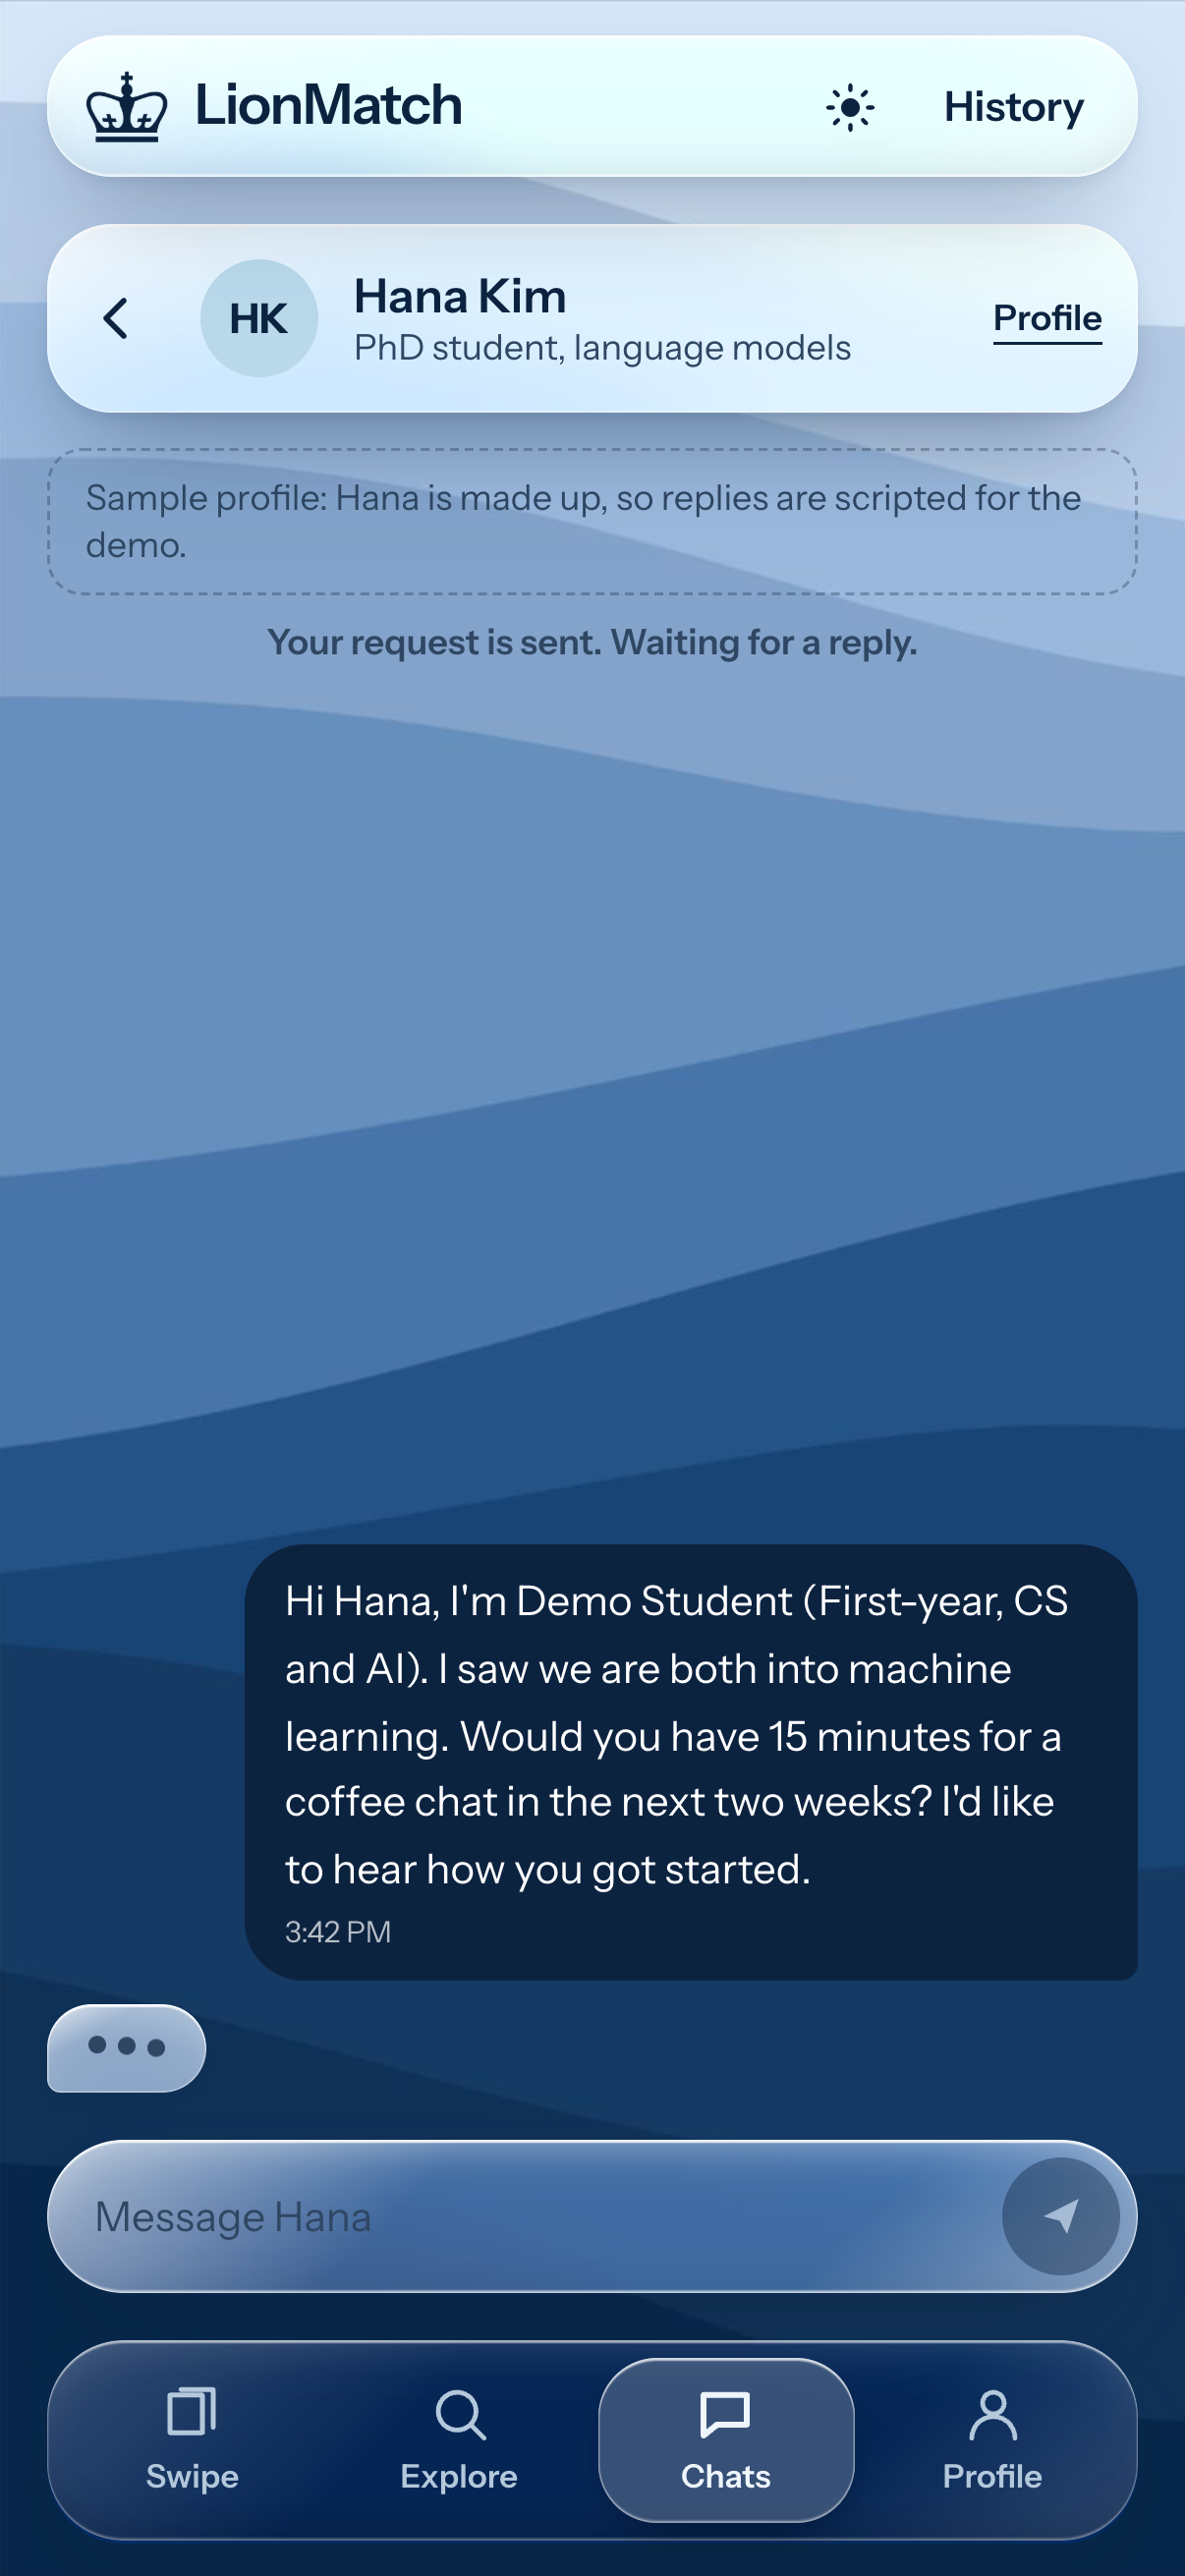 LionMatch
History
HK
Hana Kim
PhD student, language models
Profile
Sample profile: Hana is made up, so replies are scripted for the
demo.
Your request is sent. Waiting for a reply.
Hi Hana, I'm Demo Student (First-year, CS
and AI). I saw we are both into machine
learning. Would you have 15 minutes for a
coffee chat in the next two weeks? I'd like
to hear how you got started.
3:42 PM
Message Hana
Swipe
Explore
Chats
Profile